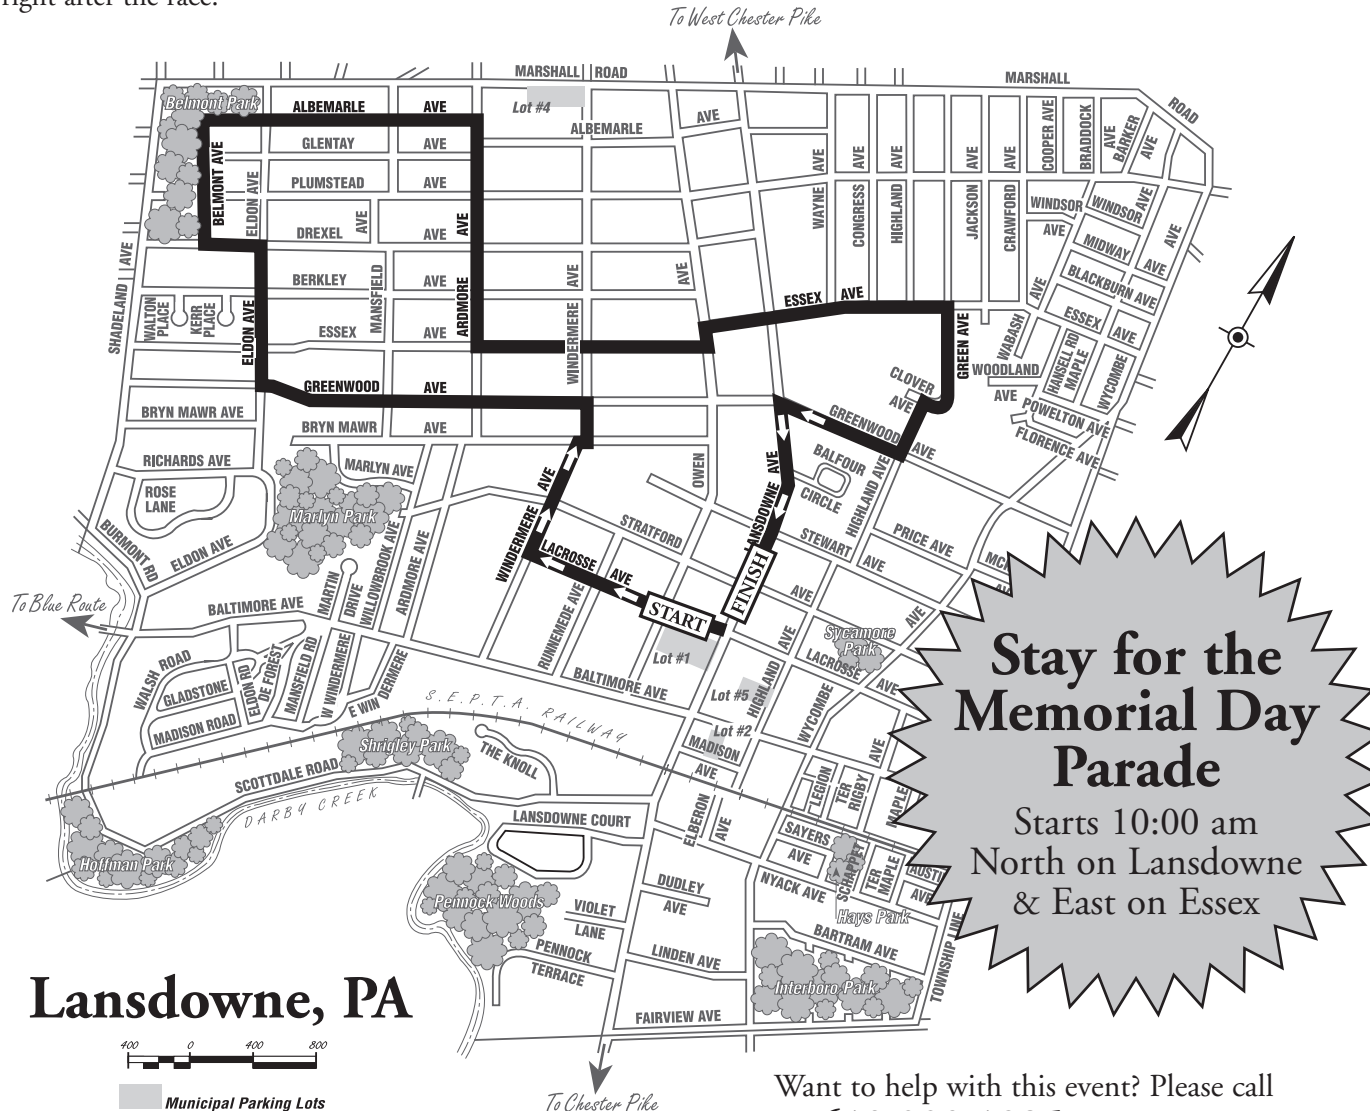 right after the race.
To West Chester Pike
MARSHALL ROAD
MARSHALL
ROAD
Belmont Park
ALBEMARLE AVE
Lot #4
ALBEMARLE
AVE
GLENTAY AVE
PLUMSTEAD AVE
DREXEL AVE
BERKLEY AVE
ESSEX AVE
GREENWOOD AVE
BRYN MAWR AVE
BRYN MAWR AVE
BELMONT AVE
ELDON AVE
ELDON AVE
AVE
MANSFIELD
ARDMORE AVE
WINDERMERE AVE
AVE
SHADELAND AVE
WALTON PLACE
KERR PLACE
WAYNE AVE
CONGRESS AVE
HIGHLAND AVE
JACKSON AVE
CRAWFORD AVE
COOPER AVE
BRADDOCK
AVE
BARKER
AVE
WINDSOR
AVE
WINDSOR AVE
AVE
MIDWAY
AVE
BLACKBURN AVE
ESSEX AVE
WABASH AVE
HANSELL RD
MAPLE
WYCOMBE
WOODLAND
AVE
POWELTON AVE
FLORENCE AVE
ESSEX AVE
GREEN AVE
CLOVER
AVE
GREENWOOD AVE
RICHARDS AVE
MARLYN AVE
ROSE
LANE
Marlyn Park
BURMONT RD
ELDON AVE
WILLOWBROOK AVE
ARDMORE AVE
MARTIN
DRIVE
WINDERMERE AVE
LACROSSE AVE
STRATFORD
OWEN
LANSDOWNE AVE
BALFOUR
CIRCLE
HIGHLAND AVE
STEWART AVE
PRICE AVE
AVE
AVE
AVE
START
FINISH
To Blue Route
BALTIMORE AVE
RUNNEMEDE AVE
Lot #1
BALTIMORE AVE
Lot #5
HIGHLAND
Lot #2
MADISON
AVE
Sycamore
Park
LACROSSE AVE
WYCOMBE
AVE
WALSH ROAD
GLADSTONE
ELDON RD
DE FOREST
MANSFIELD RD
W WINDERMERE
E WINDERMERE
MADISON ROAD
S.E.P.T.A. RAILWAY
Shrigley Park
THE KNOLL
SCOTTDALE ROAD
DARBY CREEK
Hoffman Park
LANSDOWNE COURT
ELBERON
AVE
LEGION
TER
RIGBY
MAPLE
SAYERS
AVE
SCHAPPET
TER
MAPLE
AVE
NYACK AVE
Hays Park
BARTRAM AVE
TOWNSHIP LINE
Pennock Woods
DUDLEY
AVE
VIOLET
LANE
PENNOCK
TERRACE
LINDEN AVE
Interboro Park
FAIRVIEW AVE
To Chester Pike
Stay for the
Memorial Day
Parade
Starts 10:00 am
North on Lansdowne
& East on Essex
Lansdowne, PA
400 0 400 800
Municipal Parking Lots
Want to help with this event? Please call